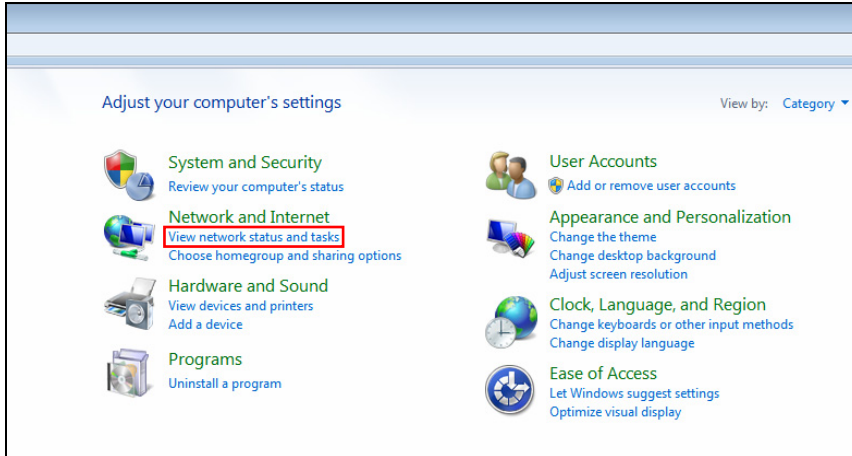 Adjust your computer's settings
View by: Category
System and Security
Review your computer's status
Network and Internet
View network status and tasks
Choose homegroup and sharing options
Hardware and Sound
View devices and printers
Add a device
Programs
Uninstall a program
User Accounts
Add or remove user accounts
Appearance and Personalization
Change the theme
Change desktop background
Adjust screen resolution
Clock, Language, and Region
Change keyboards or other input methods
Change display language
Ease of Access
Let Windows suggest settings
Optimize visual display